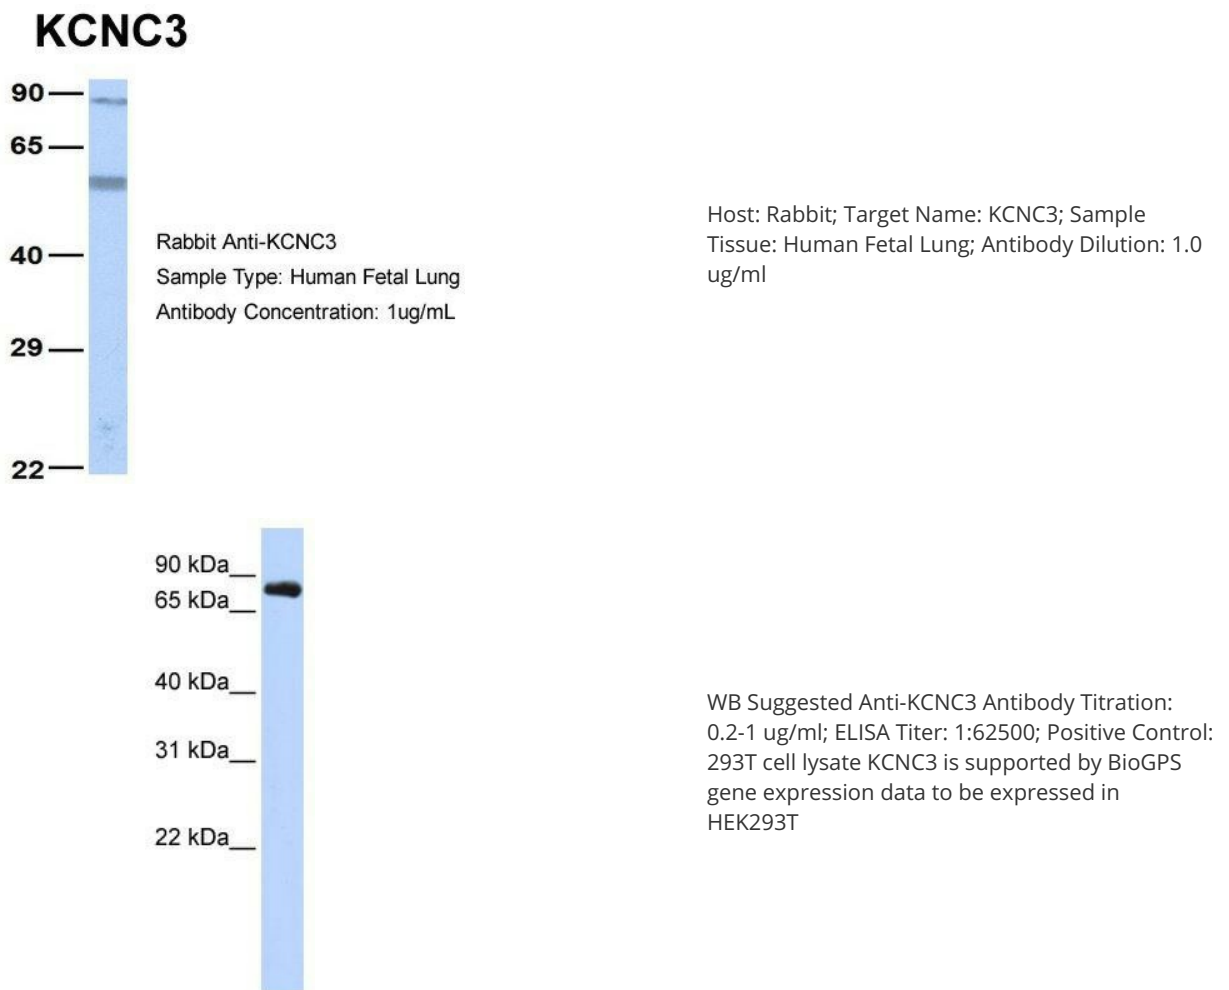 KCNC3
90
65
40
29
22
Rabbit Anti-KCNC3
Sample Type: Human Fetal Lung
Antibody Concentration: 1ug/mL
Host: Rabbit; Target Name: KCNC3; Sample
Tissue: Human Fetal Lung; Antibody Dilution: 1.0
ug/ml
90 kDa
65 kDa
40 kDa
31 kDa
22 kDa
WB Suggested Anti-KCNC3 Antibody Titration:
0.2-1 ug/ml; ELISA Titer: 1:62500; Positive Control:
293T cell lysate KCNC3 is supported by BioGPS
gene expression data to be expressed in
HEK293T